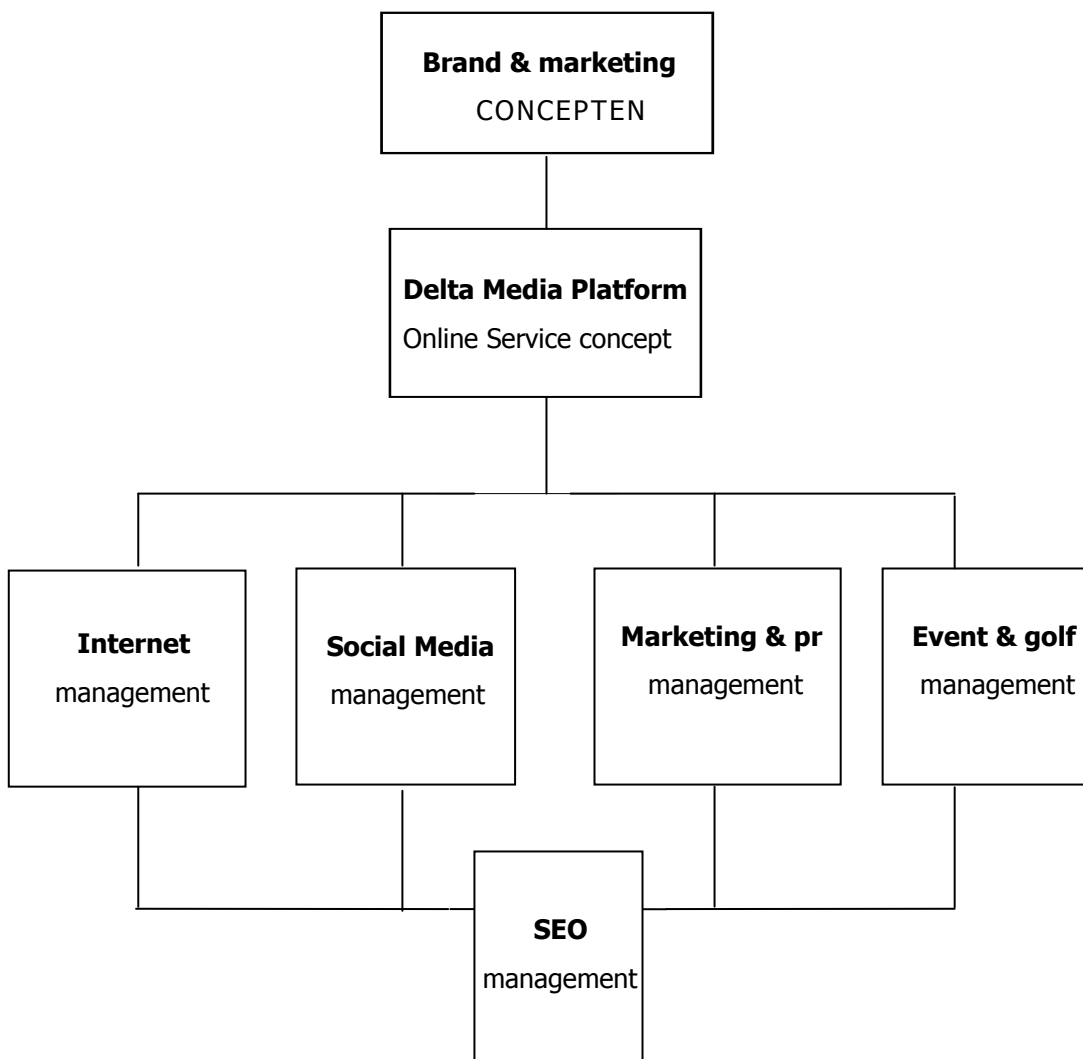 Brand & marketing
CONCEPTEN
Delta Media Platform
Online Service concept
Internet
management
Social Media
management
Marketing & pr
management
Event & golf
management
SEO
management